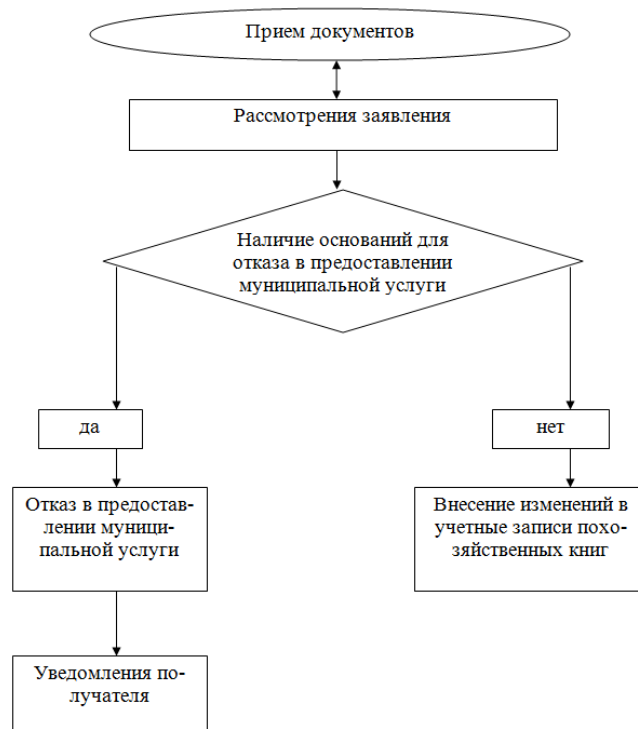 Прием документов
Рассмотрения заявления
Наличие оснований для
отказа в предоставлении
муниципальной услуги
да
нет
Отказ в предостав-
лении муници-
пальной услуги
Внесение изменений в
учетные записи похо-
зяйственных книг
Уведомления по-
лучателя